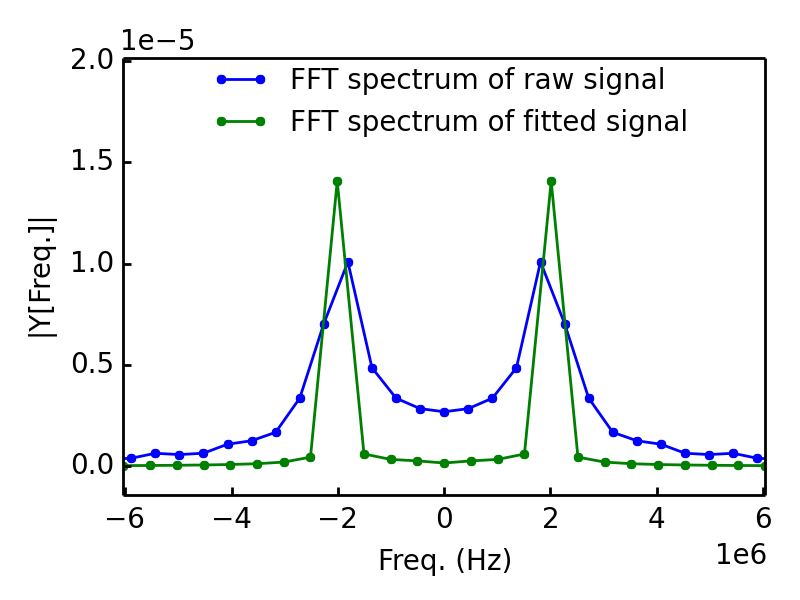 1e−5
2.0
FFT spectrum of raw signal
FFT spectrum of fitted signal
1.5
1.0
0.5
0.0
|Y[Freq.]|
−6 −4 −2 0 2 4 6
1e6
Freq. (Hz)